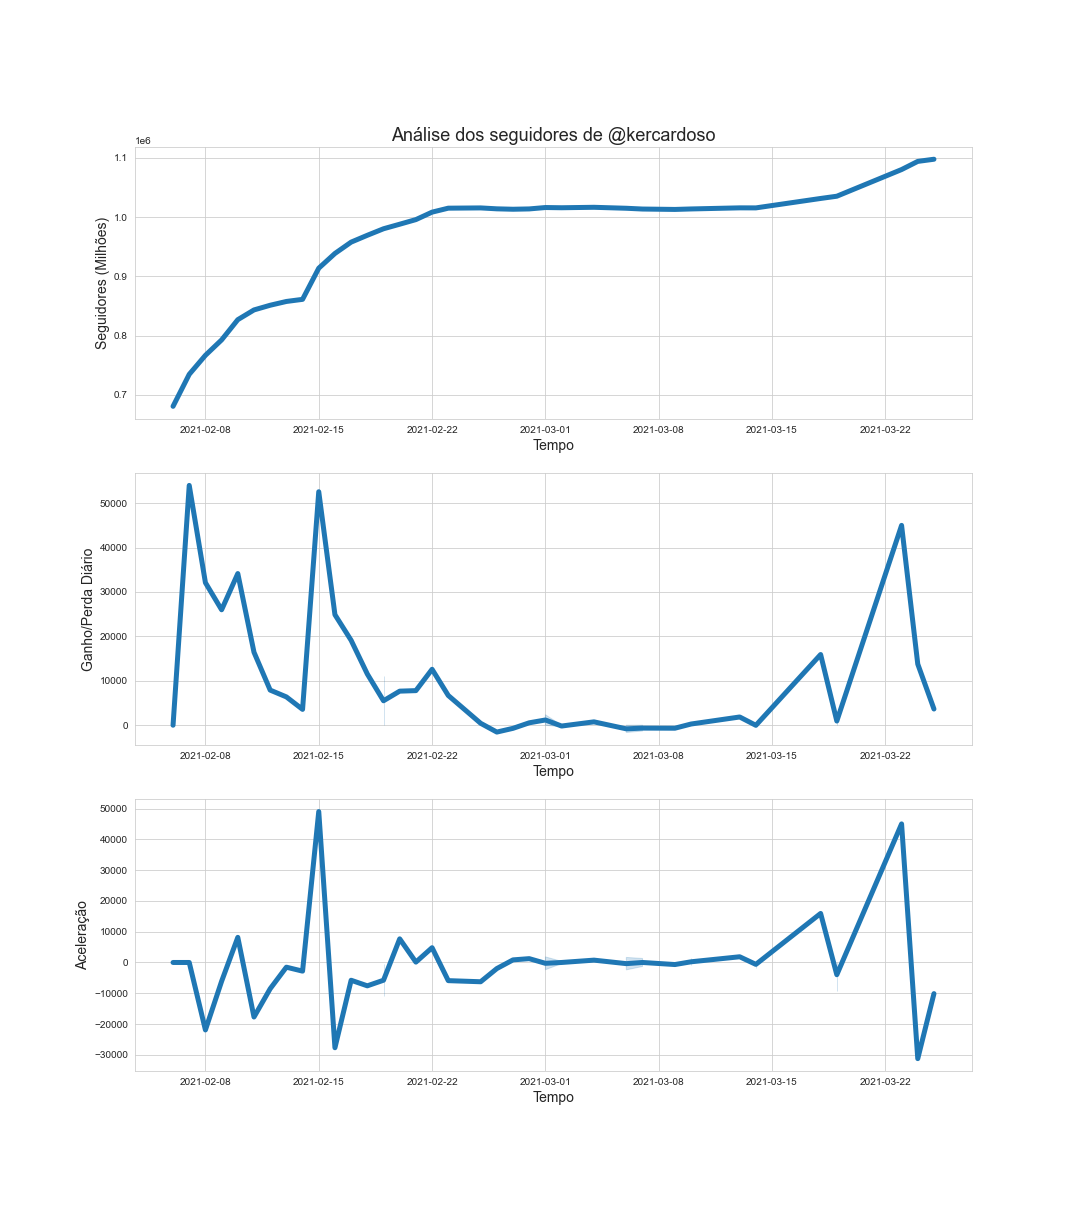 Análise dos seguidores de @kercardoso
1e6
1.1
1.0
0.9
0.8
0.7
Seguidores (Milhões)
2021-02-08 2021-02-15 2021-02-22 2021-03-01 2021-03-08 2021-03-15 2021-03-22
Tempo
50000
40000
30000
20000
10000
0
Ganho/Perda Diário
2021-02-08 2021-02-15 2021-02-22 2021-03-01 2021-03-08 2021-03-15 2021-03-22
Tempo
50000
40000
30000
20000
10000
0
−10000
−20000
−30000
Aceleração
2021-02-08 2021-02-15 2021-02-22 2021-03-01 2021-03-08 2021-03-15 2021-03-22
Tempo